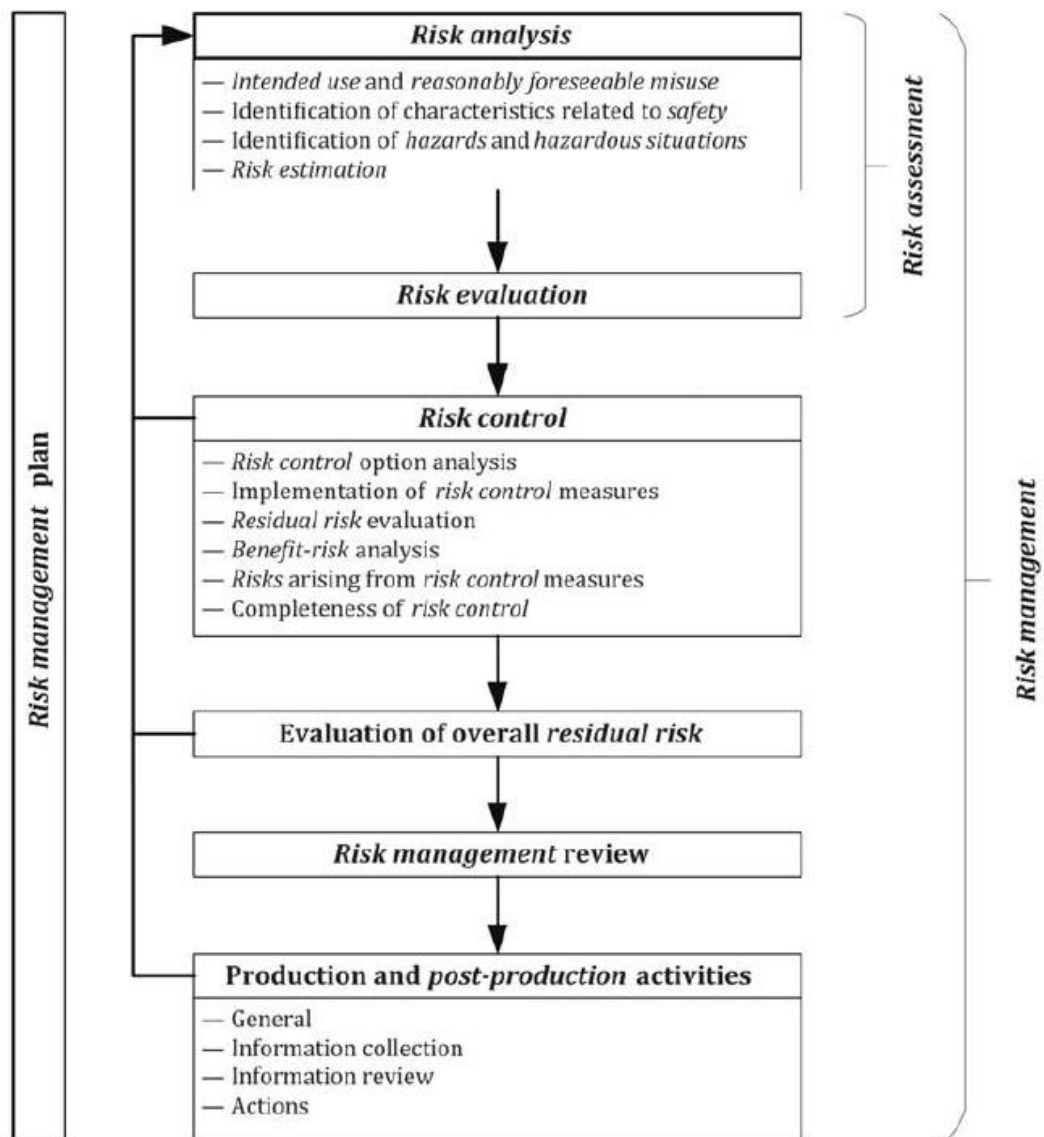 Risk analysis
— Intended use and reasonably foreseeable misuse
— Identification of characteristics related to safety
— Identification of hazards and hazardous situations
— Risk estimation
Risk evaluation
Risk control
— Risk control option analysis
— Implementation of risk control measures
— Residual risk evaluation
— Benefit-risk analysis
— Risks arising from risk control measures
— Completeness of risk control
Evaluation of overall residual risk
Risk management review
Production and post-production activities
— General
— Information collection
— Information review
— Actions
Risk management plan
Risk assessment
Risk management